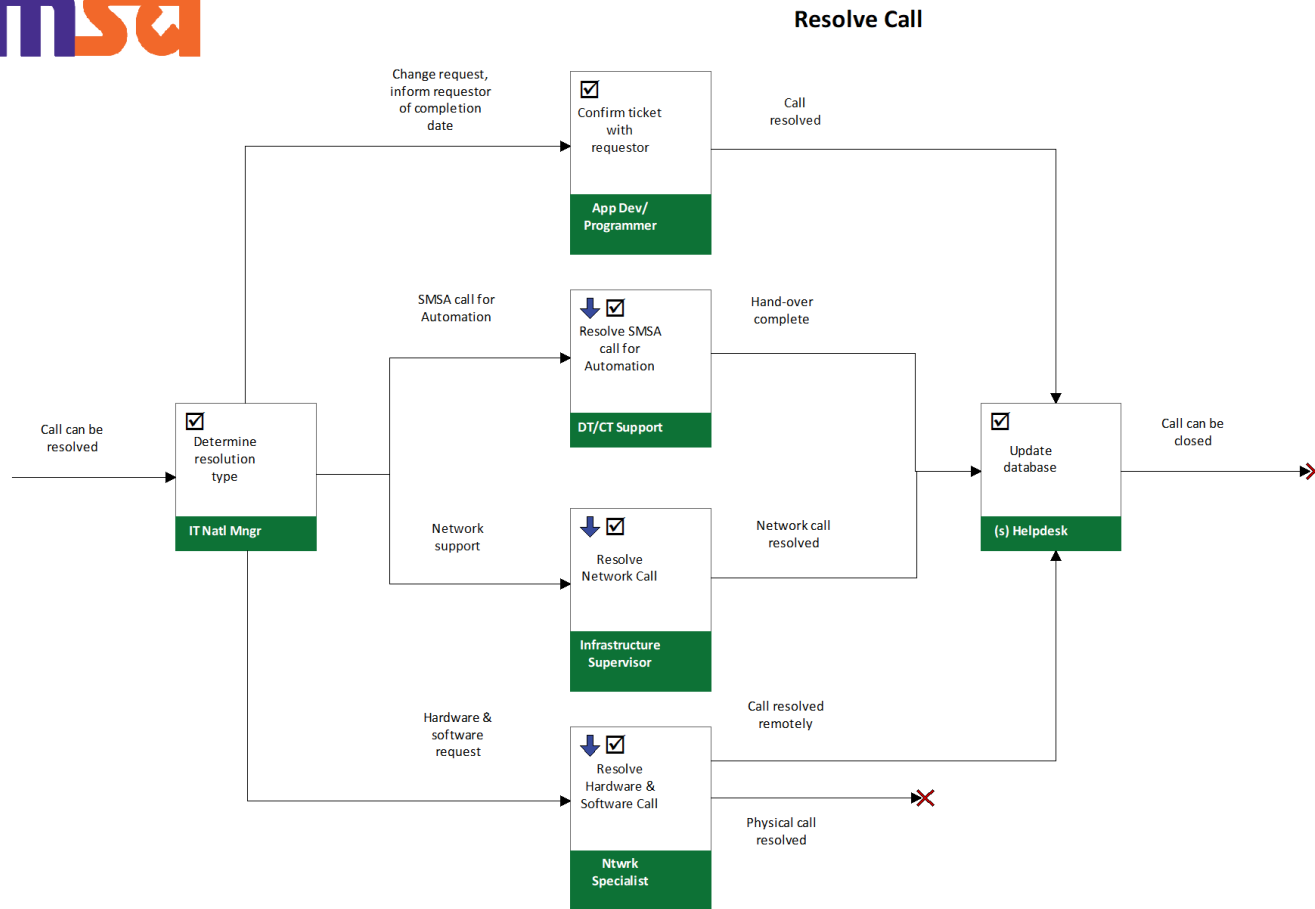 msa
Resolve Call
Change request,
inform requestor
of completion
date
Confirm ticket
with
requestor
App Dev/
Programmer
Call
resolved
SMSA call for
Automation
Resolve SMSA
call for
Automation
DT/CT Support
Hand-over
complete
Call can be
resolved
Determine
resolution
type
IT Natl Mngr
Update
database
(s) Helpdesk
Call can be
closed
Network
support
Resolve
Network Call
Infrastructure
Supervisor
Network call
resolved
Hardware &
software
request
Resolve
Hardware &
Software Call
Ntwrk
Specialist
Call resolved
remotely
Physical call
resolved